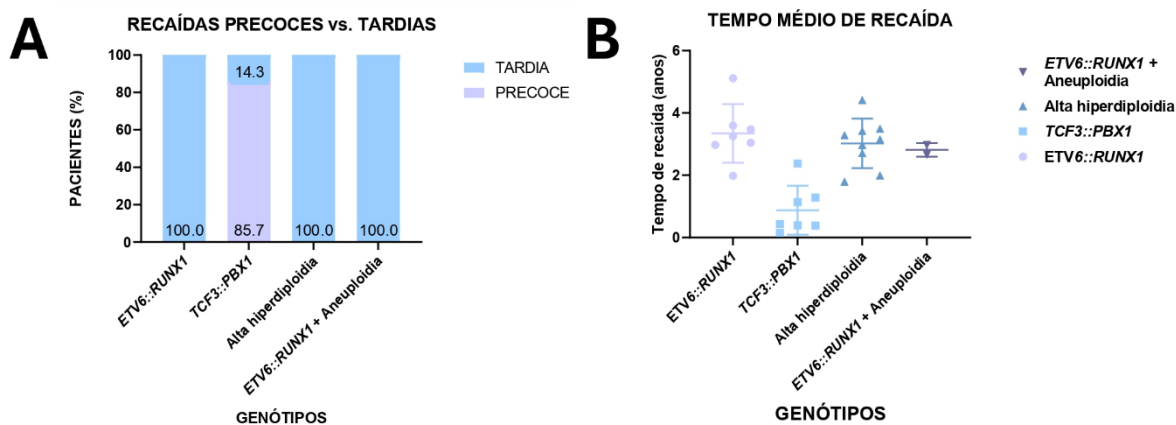 A
RECAÍDAS PRECOCES vs. TARDIAS
PACIENTES (%)
100
80
60
40
20
0
14.3
100.0
85.7
100.0
100.0
TARDIA
PRECOCE
ETV6::RUNX1
TCF3::PBX1
Alta hiperdiploidia
ETV6::RUNX1 + Aneuploidia
GENÓTIPOS
B
TEMPO MÉDIO DE RECAÍDA
Tempo de recaída (anos)
6
4
2
0
ETV6::RUNX1
TCF3::PBX1
Alta hiperdiploidia
ETV6::RUNX1 + Aneuploidia
GENÓTIPOS
ETV6::RUNX1 +
Aneuploidia
Alta hiperdiploidia
TCF3::PBX1
ETV6::RUNX1